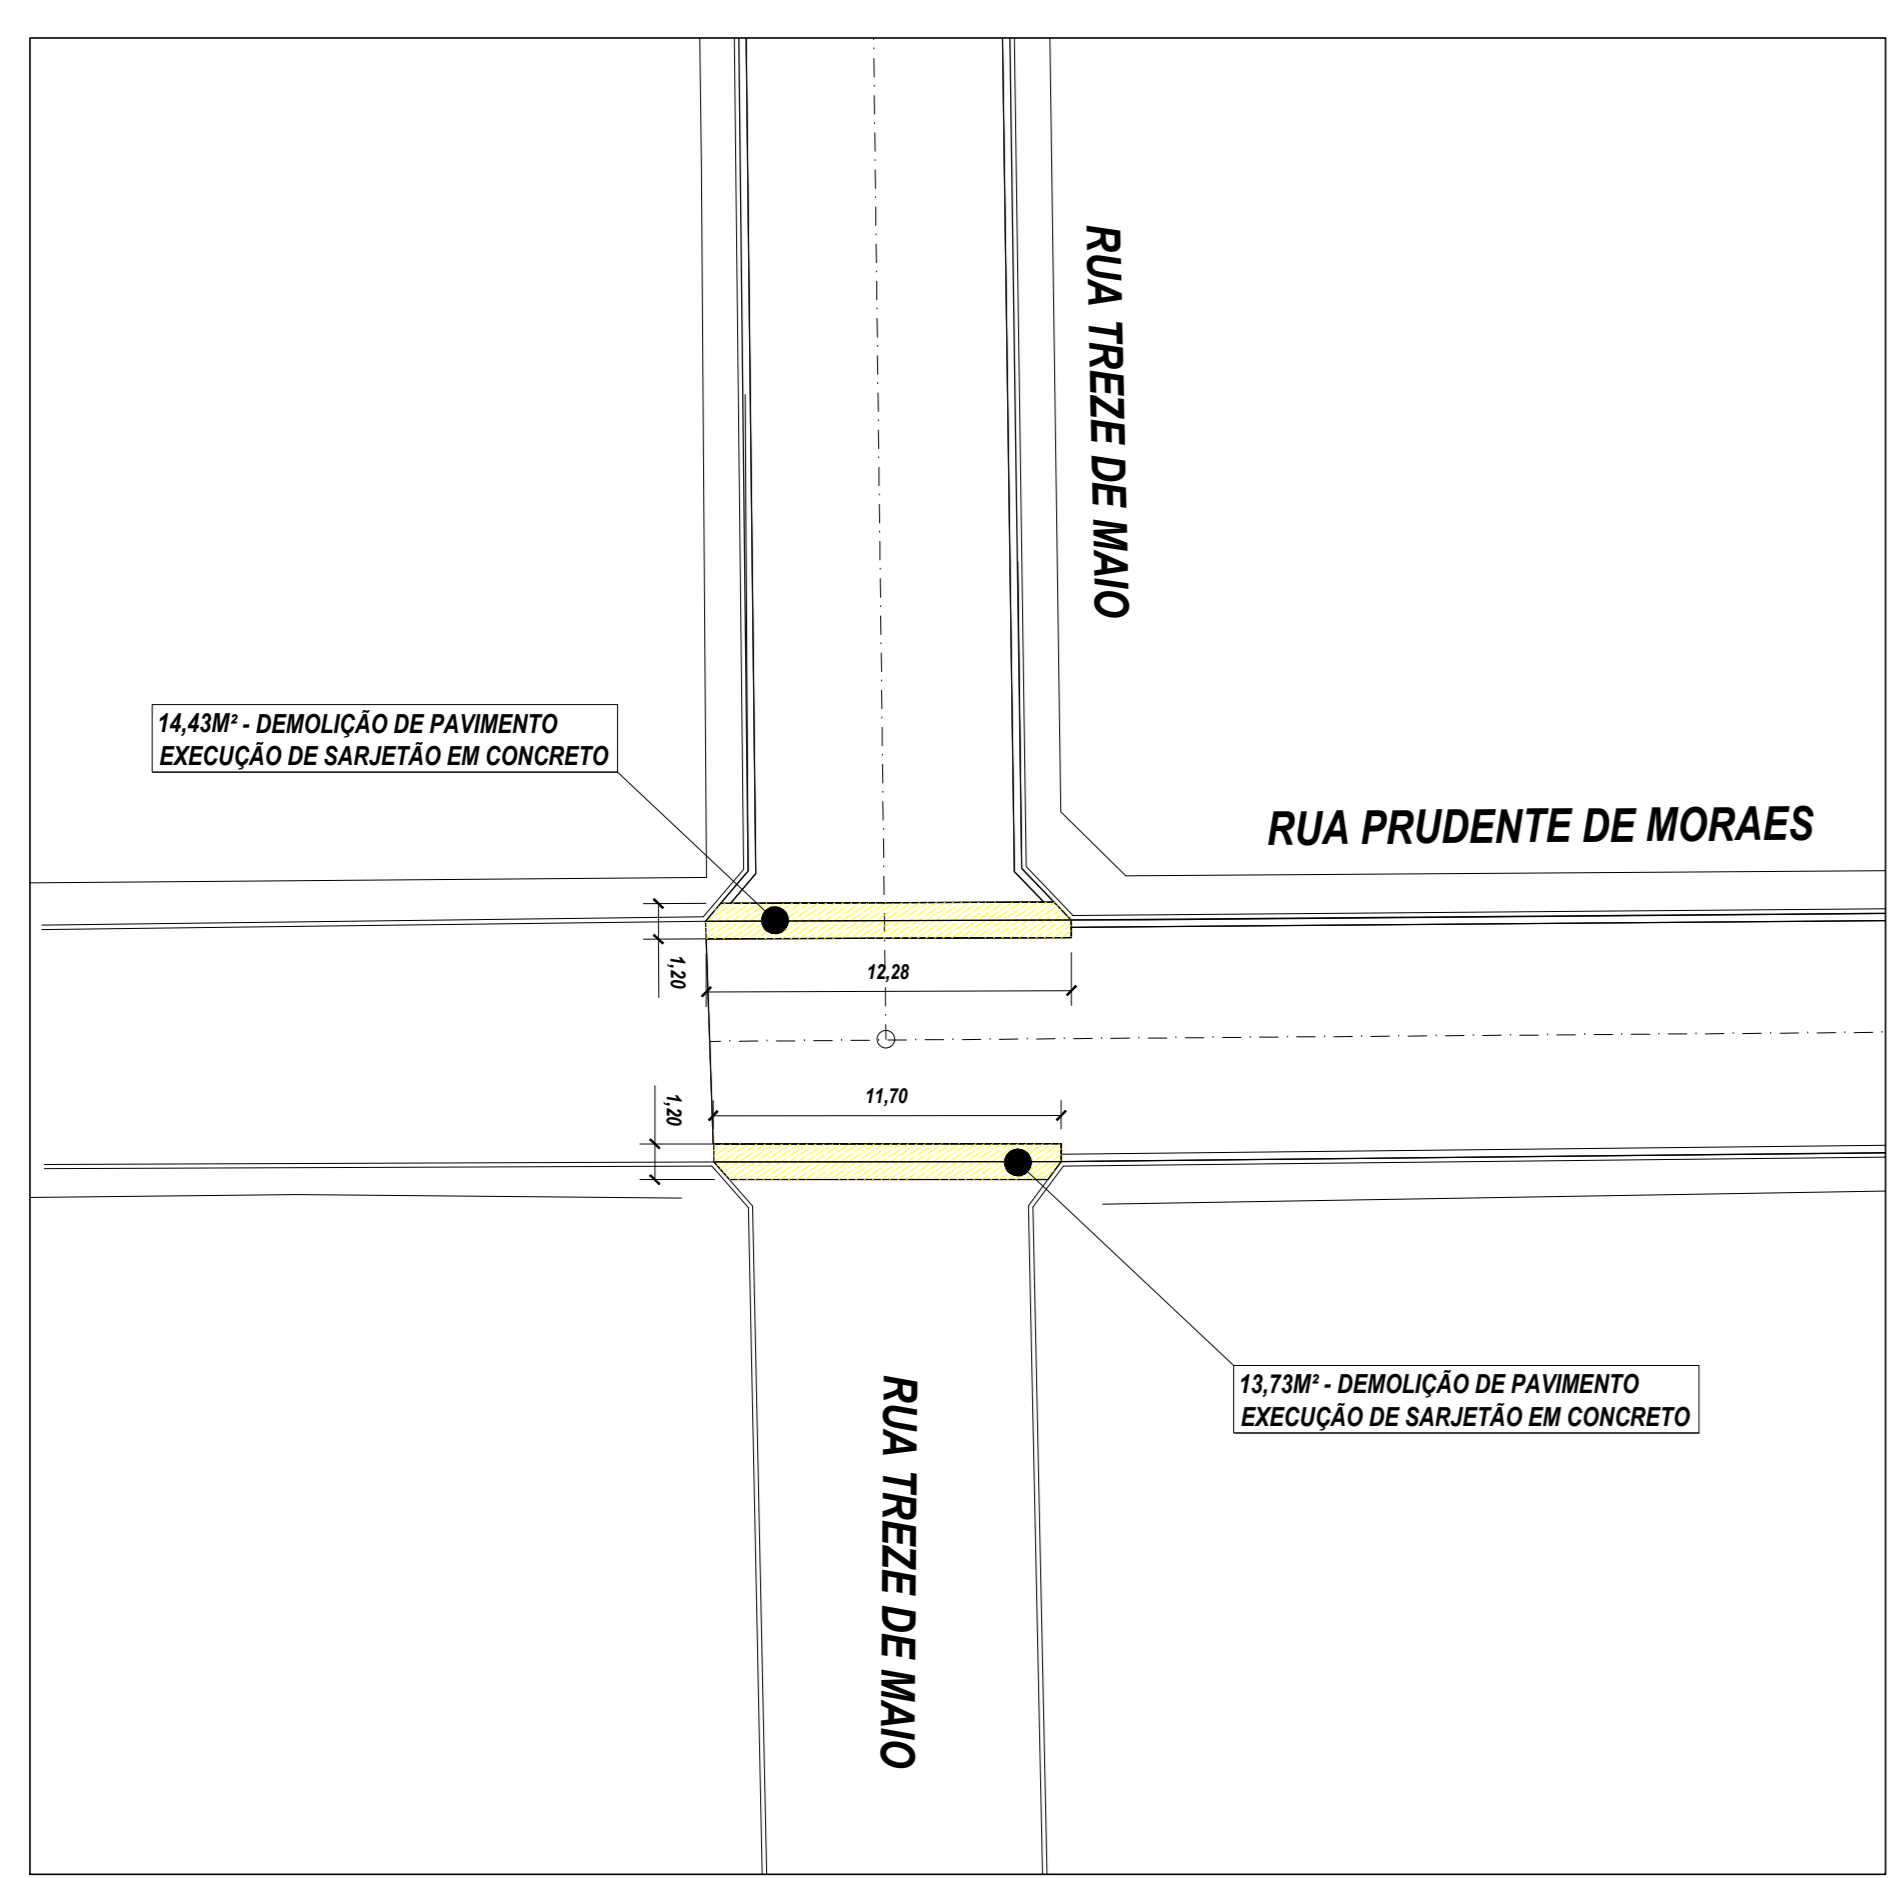 RUA TREZE DE MAIO
14,43M² - DEMOLIÇÃO DE PAVIMENTO
EXECUÇÃO DE SARJETÃO EM CONCRETO
RUA PRUDENTE DE MORAES
1,20
12,28
1,20
11,70
13,73M² - DEMOLIÇÃO DE PAVIMENTO
EXECUÇÃO DE SARJETÃO EM CONCRETO
RUA TREZE DE MAIO